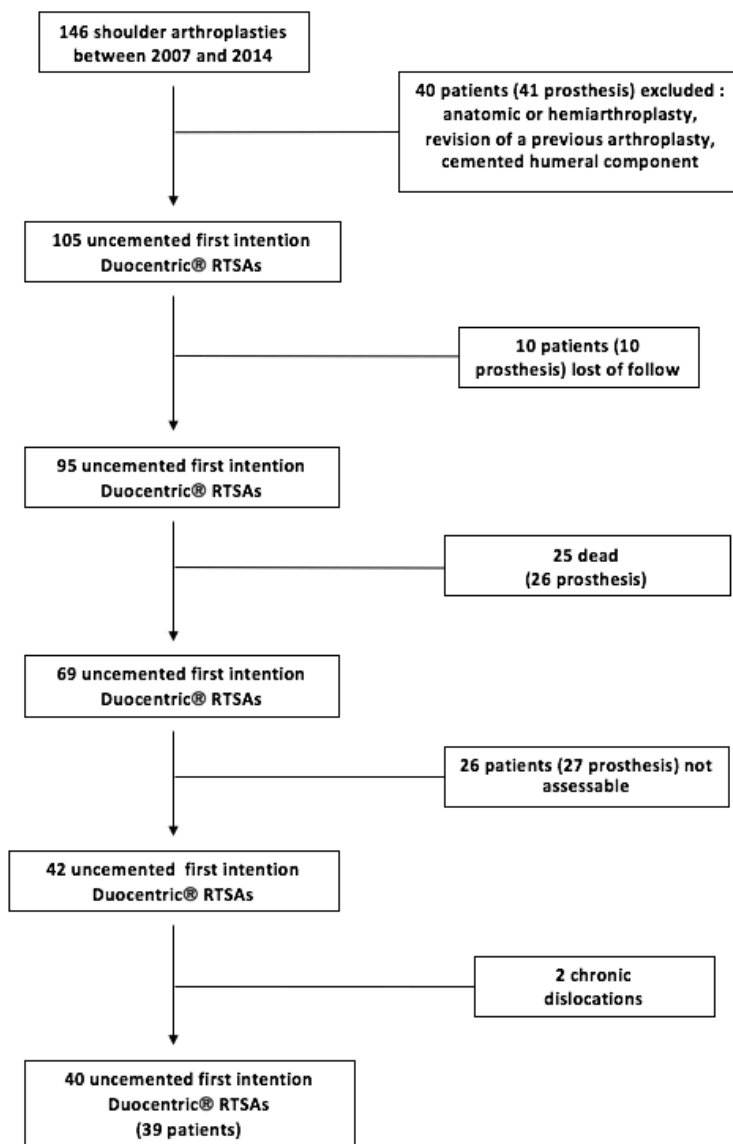 146 shoulder arthroplasties
between 2007 and 2014
40 patients (41 prosthesis) excluded :
anatomic or hemiarthroplasty,
revision of a previous arthroplasty,
cemented humeral component
105 uncemented first intention
Duocentric® RTSAs
10 patients (10
prosthesis) lost of follow
95 uncemented first intention
Duocentric® RTSAs
25 dead
(26 prosthesis)
69 uncemented first intention
Duocentric® RTSAs
26 patients (27 prosthesis) not
assessable
42 uncemented first intention
Duocentric® RTSAs
2 chronic
dislocations
40 uncemented first intention
Duocentric® RTSAs
(39 patients)